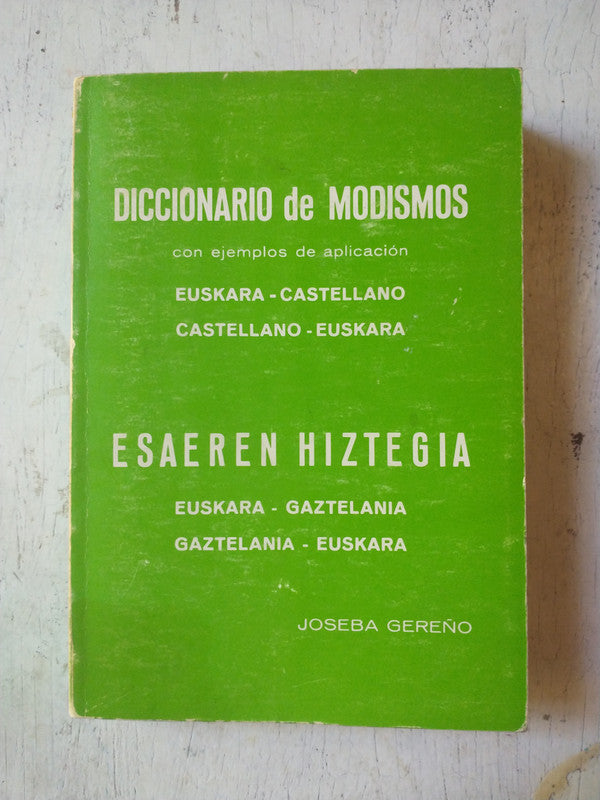 DICCIONARIO de MODISMOS
con ejemplos de aplicación
EUSKARA - CASTELLANO
CASTELLANO - EUSKARA
ESAEREN HIZTEGIA
EUSKARA - GAZTELANIA
GAZTELANIA - EUSKARA
JOSEBA GEREÑO